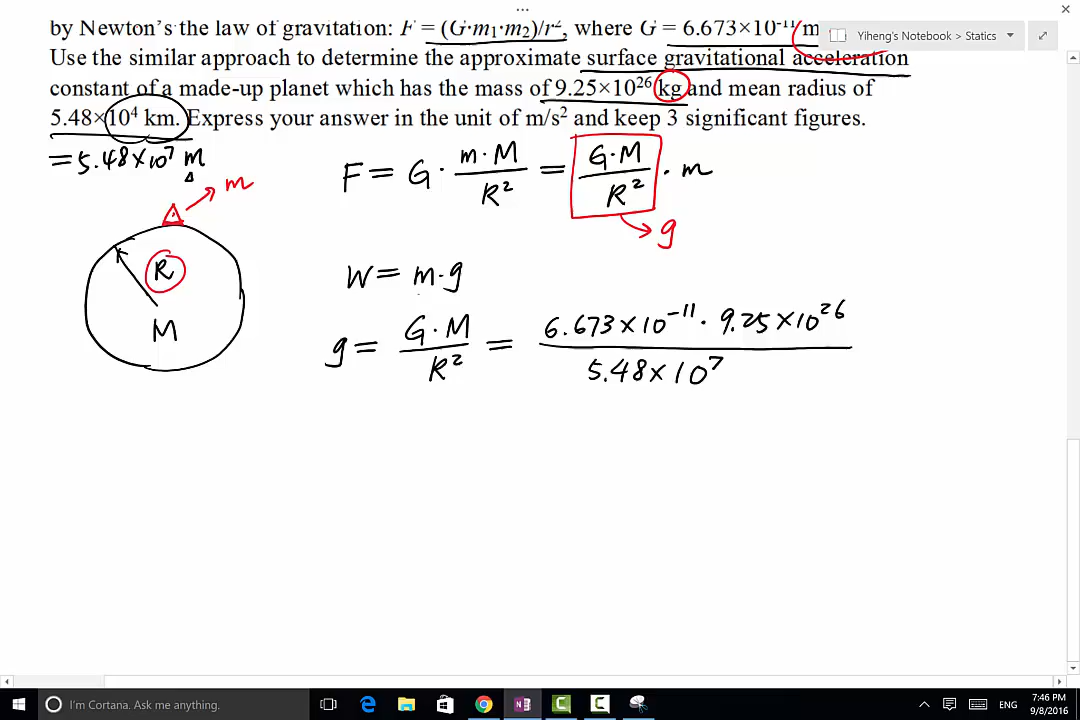 by Newton's the law of gravitation: F = (G·m₁·m₂)/r², where G = 6.673×10⁻¹¹ (m
Yiheng's Notebook > Statics
Use the similar approach to determine the approximate surface gravitational acceleration
constant of a made-up planet which has the mass of 9.25×10²⁶ kg and mean radius of
5.48×10⁴ km. Express your answer in the unit of m/s² and keep 3 significant figures.
= 5.48×10⁷ m
F = G · m·M / R² = G·M / R² · m
m
g
R
M
W = m·g
g = G·M / R² = 6.673×10⁻¹¹ · 9.25×10²⁶ / 5.48×10⁷
I'm Cortana. Ask me anything.
ENG
7:46 PM
9/8/2016